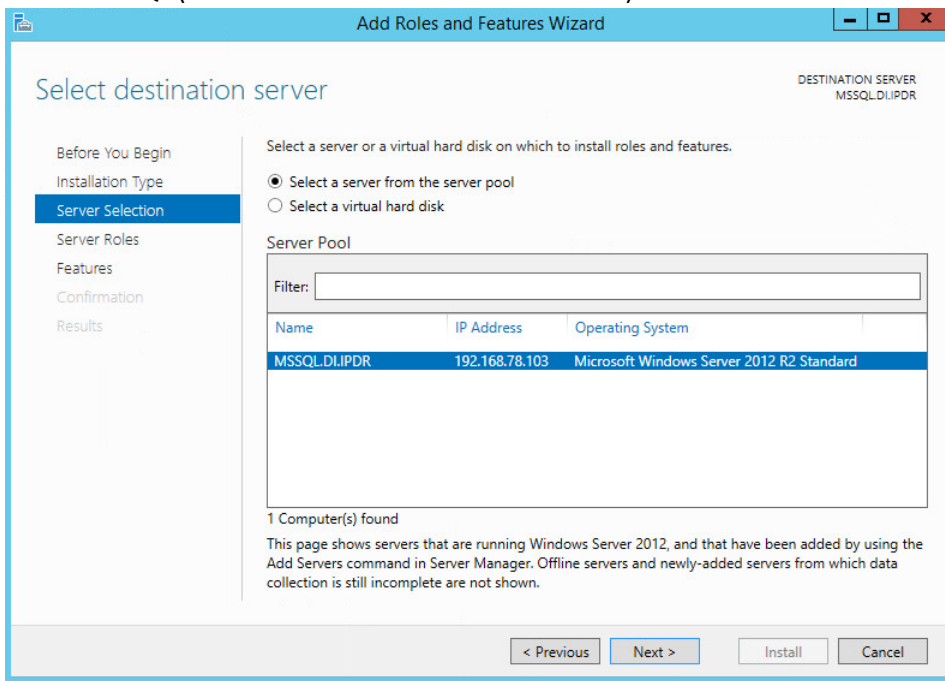 Add Roles and Features Wizard
Select destination server
DESTINATION SERVER
MSSQL.DI.IPDR
Before You Begin
Installation Type
Server Selection
Server Roles
Features
Confirmation
Results
Select a server or a virtual hard disk on which to install roles and features.
Select a server from the server pool
Select a virtual hard disk
Server Pool
Filter:
Name IP Address Operating System
MSSQL.DI.IPDR 192.168.78.103 Microsoft Windows Server 2012 R2 Standard
1 Computer(s) found
This page shows servers that are running Windows Server 2012, and that have been added by using the
Add Servers command in Server Manager. Offline servers and newly-added servers from which data
collection is still incomplete are not shown.
< Previous Next > Install Cancel